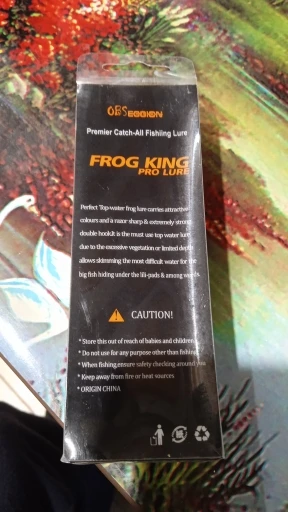 OBSEGGION
Premier Catch-All Fishiing Lure
FROG KING
PRO LURE
Perfect Top-water frog lure carries attractive
colours and a razor sharp & extremely strong
double hook.It is the must use top water lure
due to the excessive vegetation or limited depth
allows skimming the most difficult water for the
big fish hiding under the lili-pads & among weeds.
CAUTION!
* Store this out of reach of babies and children.
* Do not use for any purpose other than fishing.
* When fishing,ensure safety checking around you
* Keep away from fire or heat sources
* ORIGIN CHINA